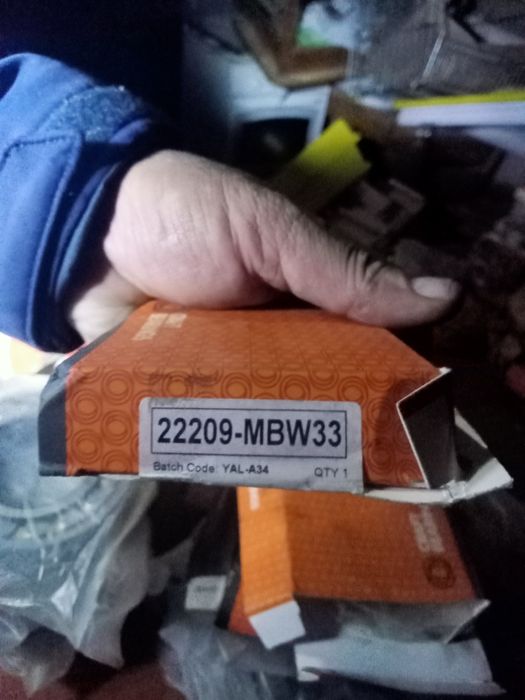 22209-MBW33
Batch Code: YAL-A34
QTY 1